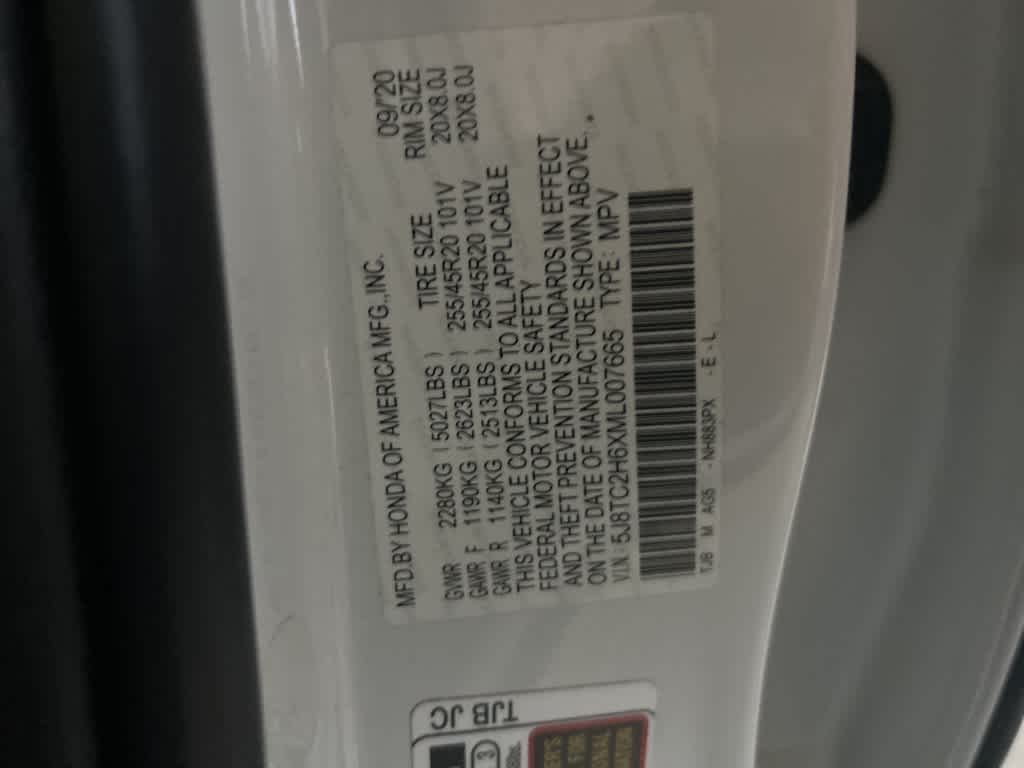 MFD.BY HONDA OF AMERICA MFG.,INC. 09/'20
TIRE SIZE RIM SIZE
GVWR 2280KG ( 5027LBS )
GAWR F 1190KG ( 2623LBS ) 255/45R20 101V 20X8.0J
GAWR R 1140KG ( 2513LBS ) 255/45R20 101V 20X8.0J
THIS VEHICLE CONFORMS TO ALL APPLICABLE
FEDERAL MOTOR VEHICLE SAFETY
AND THEFT PREVENTION STANDARDS IN EFFECT
ON THE DATE OF MANUFACTURE SHOWN ABOVE.
V.I.N.: 5J8TC2H6XML007665 TYPE: MPV
TJB M AG5 -NH883PX -E-L
TJB JC
3